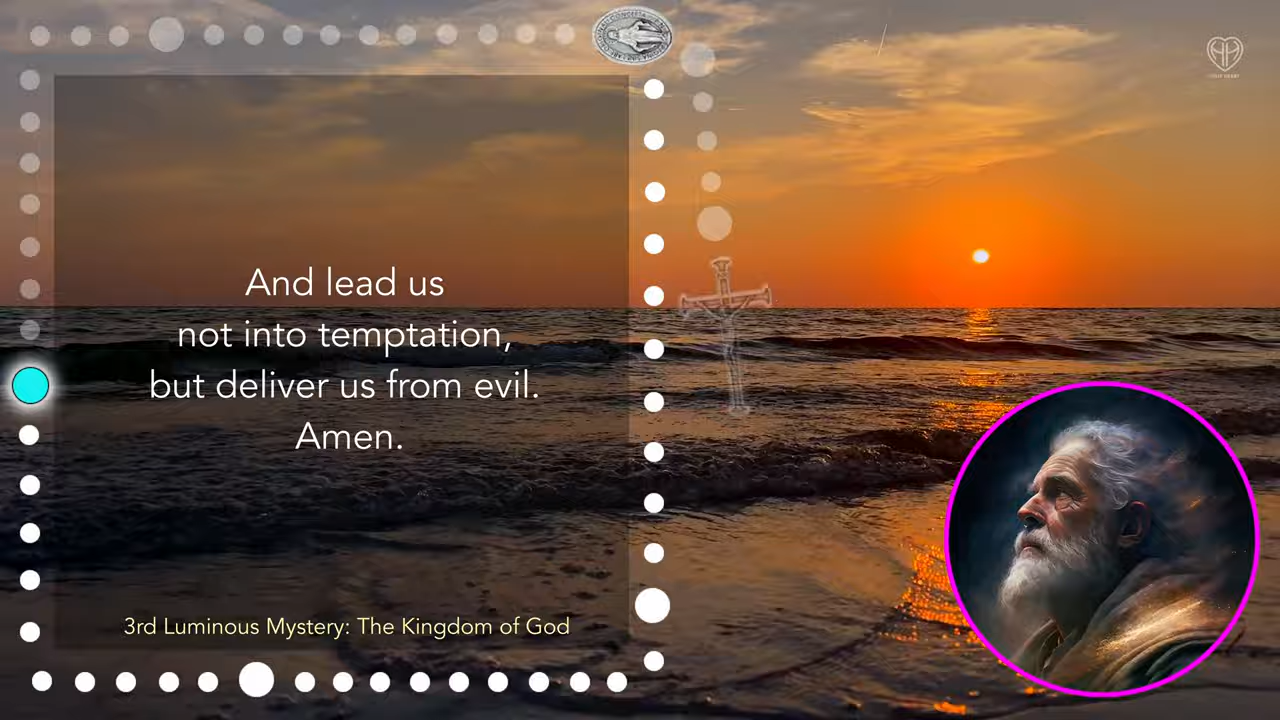 And lead us
not into temptation,
but deliver us from evil.
Amen.
3rd Luminous Mystery: The Kingdom of God